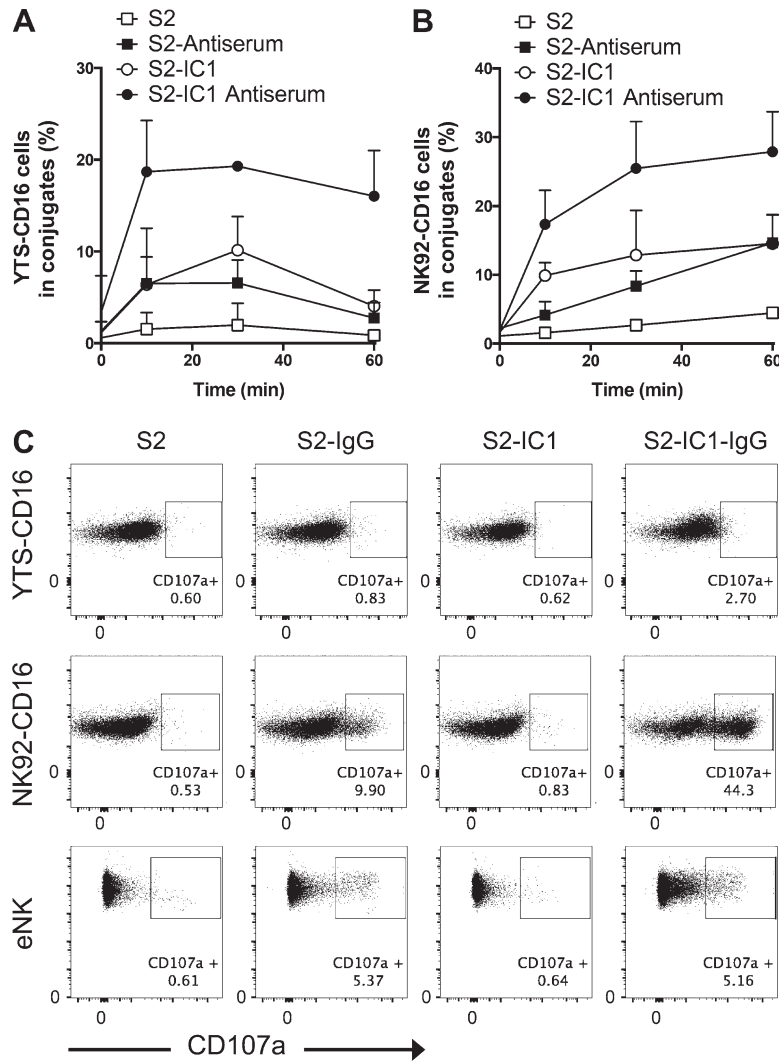 A
S2
S2-Antiserum
S2-IC1
S2-IC1 Antiserum
YTS-CD16 cells
in conjugates (%)
30
20
10
0
0 20 40 60
Time (min)
B
S2
S2-Antiserum
S2-IC1
S2-IC1 Antiserum
NK92-CD16 cells
in conjugates (%)
40
30
20
10
0
0 20 40 60
Time (min)
C
S2 S2-IgG S2-IC1 S2-IC1-IgG
YTS-CD16
0
CD107a+
0.60
0
CD107a+
0.83
0
CD107a+
0.62
0
CD107a+
2.70
0
NK92-CD16
0
CD107a+
0.53
0
CD107a+
9.90
0
CD107a+
0.83
0
CD107a+
44.3
0
eNK
0
CD107a +
0.61
0
0
CD107a +
5.37
0
0
CD107a +
0.64
0
0
CD107a +
5.16
0
CD107a